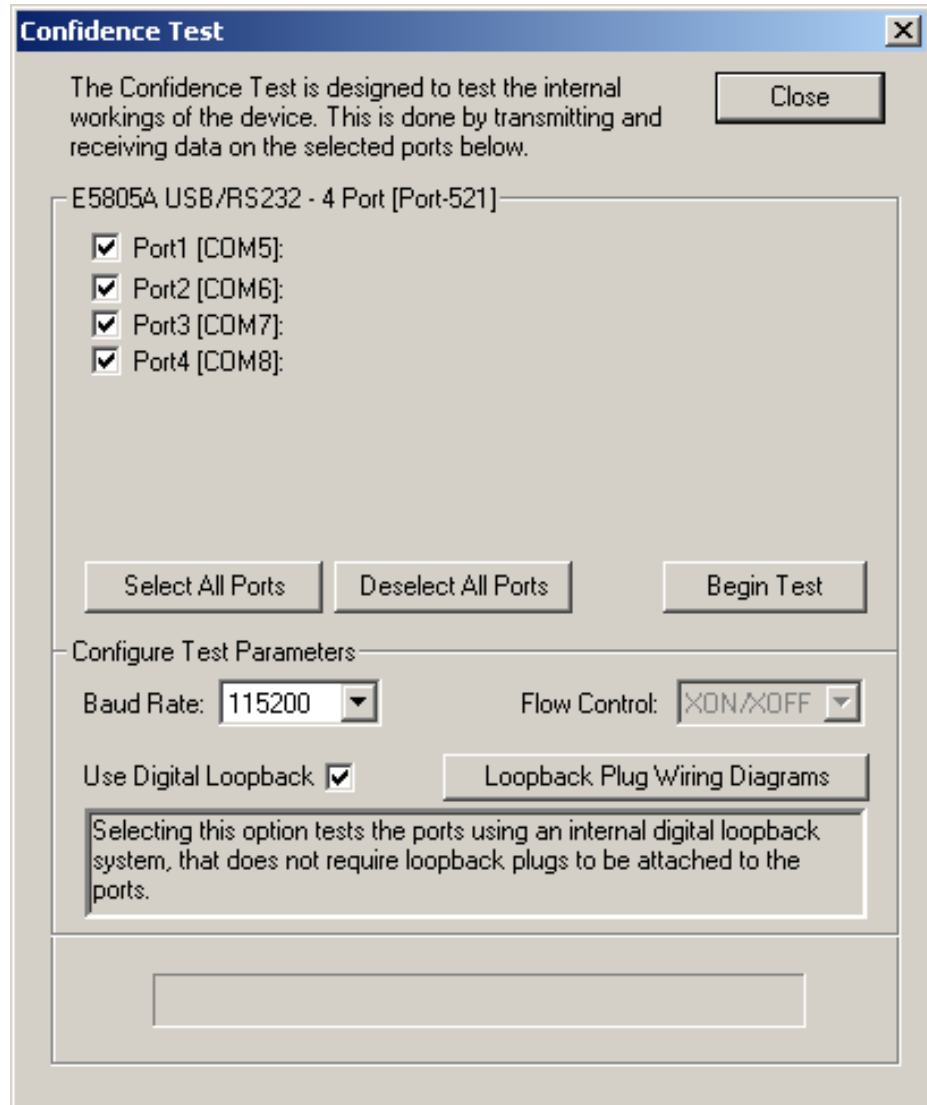 Confidence Test
The Confidence Test is designed to test the internal
workings of the device. This is done by transmitting and
receiving data on the selected ports below.
Close
E5805A USB/RS232 - 4 Port [Port-521]
Port1 [COM5]:
Port2 [COM6]:
Port3 [COM7]:
Port4 [COM8]:
Select All Ports
Deselect All Ports
Begin Test
Configure Test Parameters
Baud Rate: 115200
Flow Control: XON/XOFF
Use Digital Loopback
Loopback Plug Wiring Diagrams
Selecting this option tests the ports using an internal digital loopback
system, that does not require loopback plugs to be attached to the
ports.